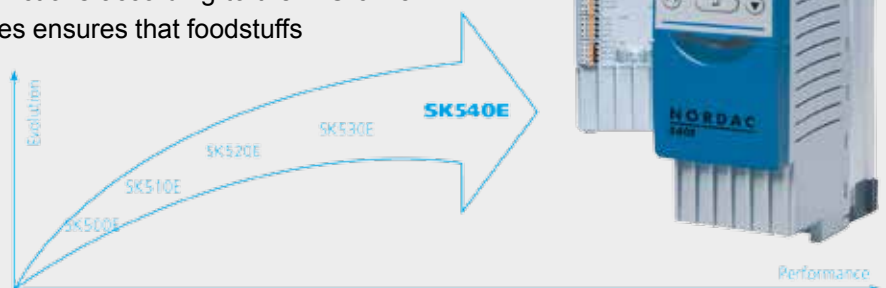 es ensures that foodstuffs
Evolution
SK500E
SK510E
SK520E
SK530E
SK540E
NORDAC
Performance